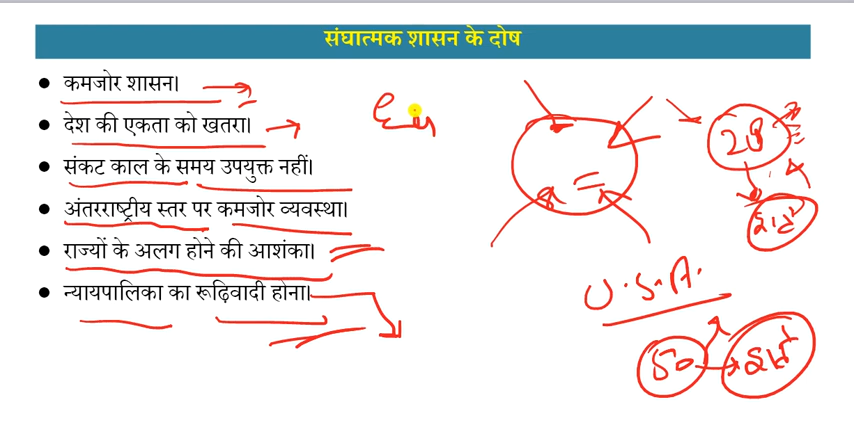 संघात्मक शासन के दोष
● कमजोर शासन।
● देश की एकता को खतरा।
● संकट काल के समय उपयुक्त नहीं।
● अंतरराष्ट्रीय स्तर पर कमजोर व्यवस्था।
● राज्यों के अलग होने की आशंका।
● न्यायपालिका का रूढ़िवादी होना।
28
U.S.A.
50